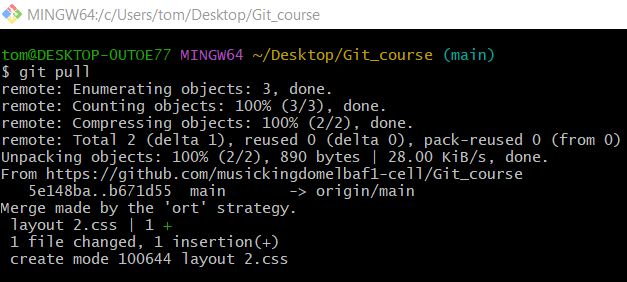 MINGW64:/c/Users/tom/Desktop/Git_course
tom@DESKTOP-OUTOE77 MINGW64 ~/Desktop/Git_course (main)
$ git pull
remote: Enumerating objects: 3, done.
remote: Counting objects: 100% (3/3), done.
remote: Compressing objects: 100% (2/2), done.
remote: Total 2 (delta 1), reused 0 (delta 0), pack-reused 0 (from 0)
Unpacking objects: 100% (2/2), 890 bytes | 28.00 KiB/s, done.
From https://github.com/musickingdomelbaf1-cell/Git_course
   5e148ba..b671d55  main       -> origin/main
Merge made by the 'ort' strategy.
 layout 2.css | 1 +
 1 file changed, 1 insertion(+)
 create mode 100644 layout 2.css